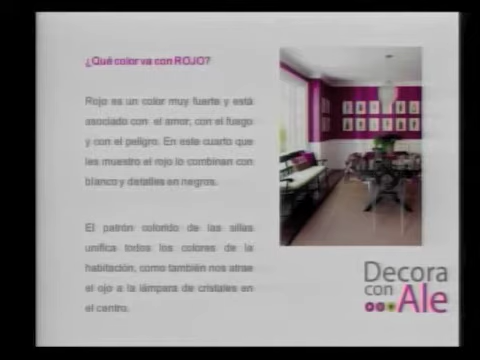 ¿Qué color va con ROJO?
Rojo es un color muy fuerte y está
asociado con el amor, con el fuego
y con el peligro. En este cuarto que
les muestro el rojo lo combinan con
blanco y detalles en negros.
El patrón colorido de las sillas
unifica todos los colores de la
habitación, como también nos atrae
el ojo a la lámpara de cristales en
el centro.
Decora
con
Ale